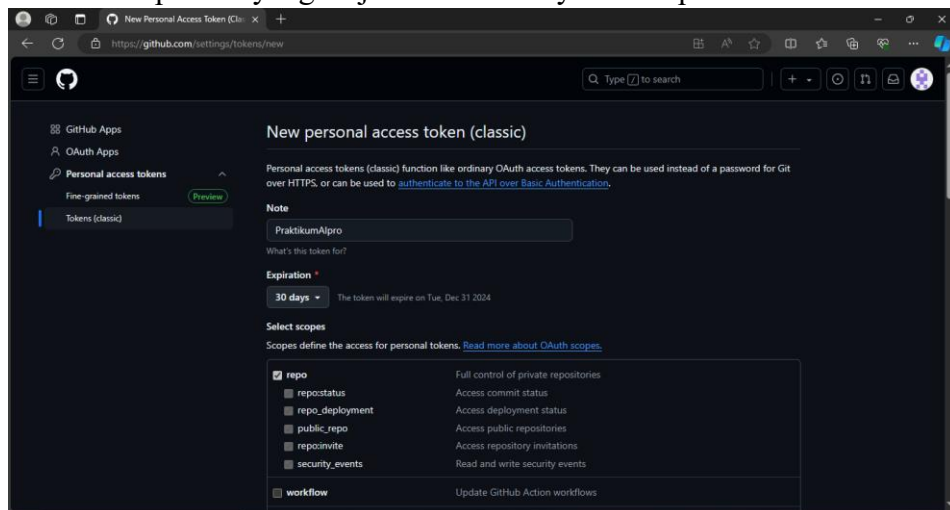 New Personal Access Token (Clas
https://github.com/settings/tokens/new
Type / to search
GitHub Apps
OAuth Apps
Personal access tokens
Fine-grained tokens
Preview
Tokens (classic)
New personal access token (classic)
Personal access tokens (classic) function like ordinary OAuth access tokens. They can be used instead of a password for Git
over HTTPS, or can be used to authenticate to the API over Basic Authentication.
Note
PraktikumAlpro
What's this token for?
Expiration *
30 days
The token will expire on Tue, Dec 31 2024
Select scopes
Scopes define the access for personal tokens. Read more about OAuth scopes.
repo Full control of private repositories
repo:status Access commit status
repo_deployment Access deployment status
public_repo Access public repositories
repo:invite Access repository invitations
security_events Read and write security events
workflow Update GitHub Action workflows